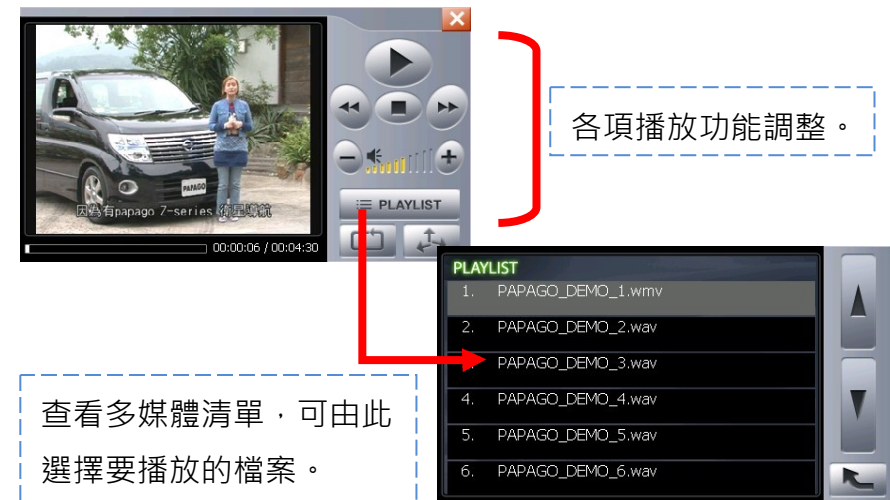 各項播放功能調整。
PAPAGO
因為有papago 7-series 衛星導航
PLAYLIST
00:00:06 / 00:04:30
PLAYLIST
1. PAPAGO_DEMO_1.wmv
2. PAPAGO_DEMO_2.wav
PAPAGO_DEMO_3.wav
4. PAPAGO_DEMO_4.wav
5. PAPAGO_DEMO_5.wav
6. PAPAGO_DEMO_6.wav
查看多媒體清單，可由此
選擇要播放的檔案。